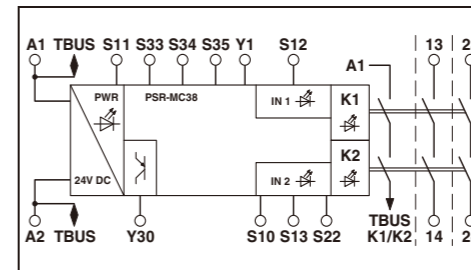 A1 TBUS S11 S33 S34 S35 Y1 S12 13 2
A1
PWR PSR-MC38 IN 1 K1
K2
24V DC IN 2
TBUS
A2 TBUS Y30 S10 S13 S22 K1/K2 14 2